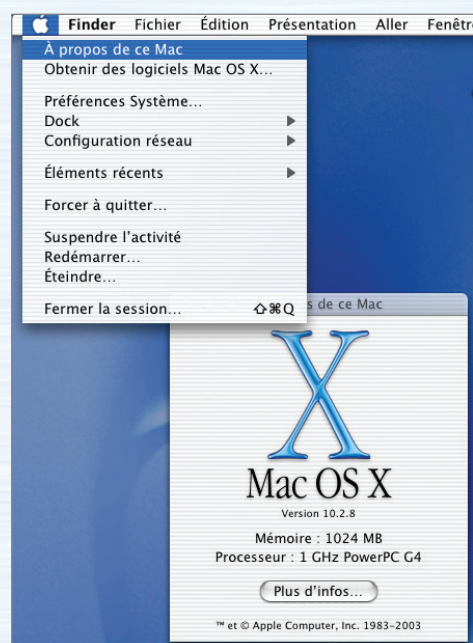 Finder Fichier Édition Présentation Aller Fenêtre
À propos de ce Mac
Obtenir des logiciels Mac OS X...
Préférences Système...
Dock
Configuration réseau
Éléments récents
Forcer à quitter...
Suspendre l'activité
Redémarrer...
Éteindre...
Fermer la session... ⇧⌘Q
s de ce Mac
X
Mac OS X
Version 10.2.8
Mémoire : 1024 MB
Processeur : 1 GHz PowerPC G4
Plus d'infos...
™ et © Apple Computer, Inc. 1983-2003